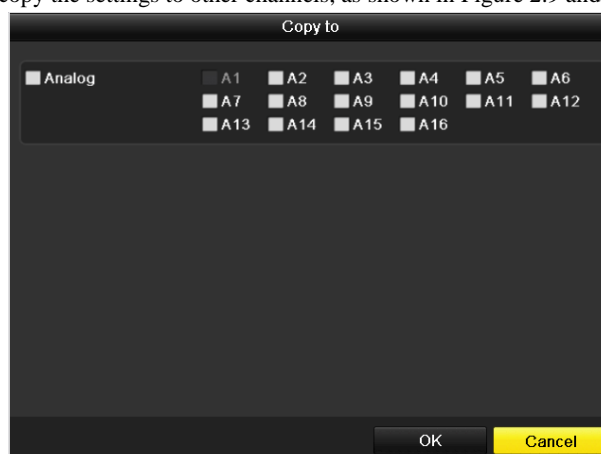 copy the settings to other channels, as shown in Figure 2.9 and
Copy to
Analog A1 A2 A3 A4 A5 A6
A7 A8 A9 A10 A11 A12
A13 A14 A15 A16
OK Cancel